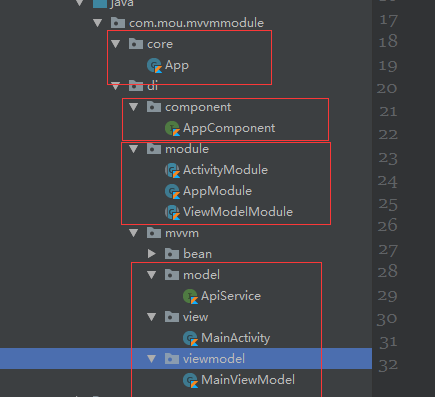 java
com.mou.mvvmmodule
core
App
di
component
AppComponent
module
ActivityModule
AppModule
ViewModelModule
mvvm
bean
model
ApiService
view
MainActivity
viewmodel
MainViewModel
17
18
19
20
21
22
23
24
25
26
27
28
29
30
31
32